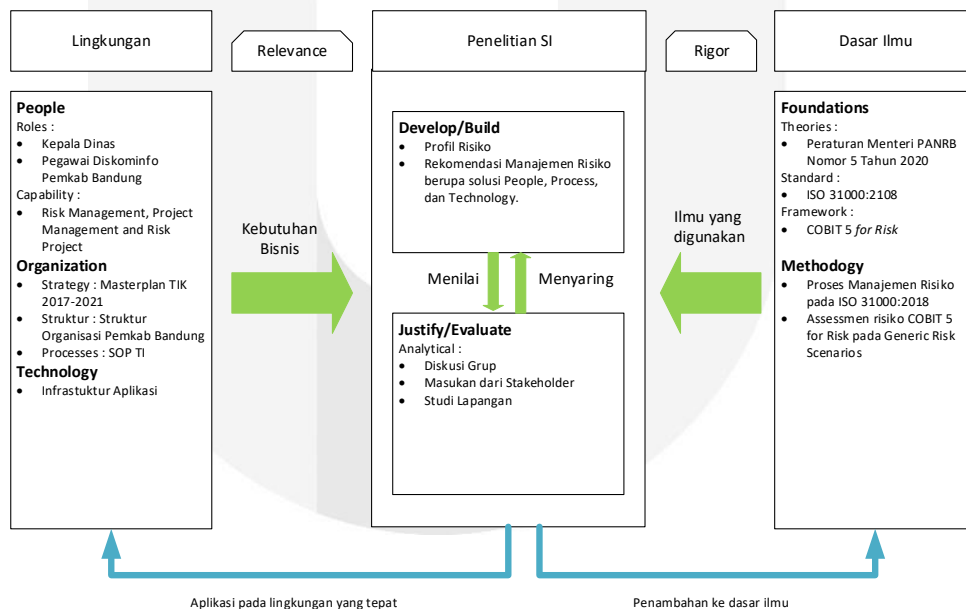 Lingkungan
Relevance
Penelitian SI
Rigor
Dasar Ilmu
People
Roles :
• Kepala Dinas
• Pegawai Diskominfo
Pemkab Bandung
Capability :
• Risk Management, Project
Management and Risk
Project
Organization
• Strategy : Masterplan TIK
2017-2021
• Struktur : Struktur
Organisasi Pemkab Bandung
• Processes : SOP TI
Technology
• Infrastuktur Aplikasi
Kebutuhan
Bisnis
Develop/Build
• Profil Risiko
• Rekomendasi Manajemen Risiko
berupa solusi People, Process,
dan Technology.
Menilai
Menyaring
Justify/Evaluate
Analytical :
• Diskusi Grup
• Masukan dari Stakeholder
• Studi Lapangan
Ilmu yang
digunakan
Foundations
Theories :
• Peraturan Menteri PANRB
Nomor 5 Tahun 2020
Standard :
• ISO 31000:2108
Framework :
• COBIT 5 for Risk
Methodogy
• Proses Manajemen Risiko
pada ISO 31000:2018
• Assessmen risiko COBIT 5
for Risk pada Generic Risk
Scenarios
Aplikasi pada lingkungan yang tepat
Penambahan ke dasar ilmu